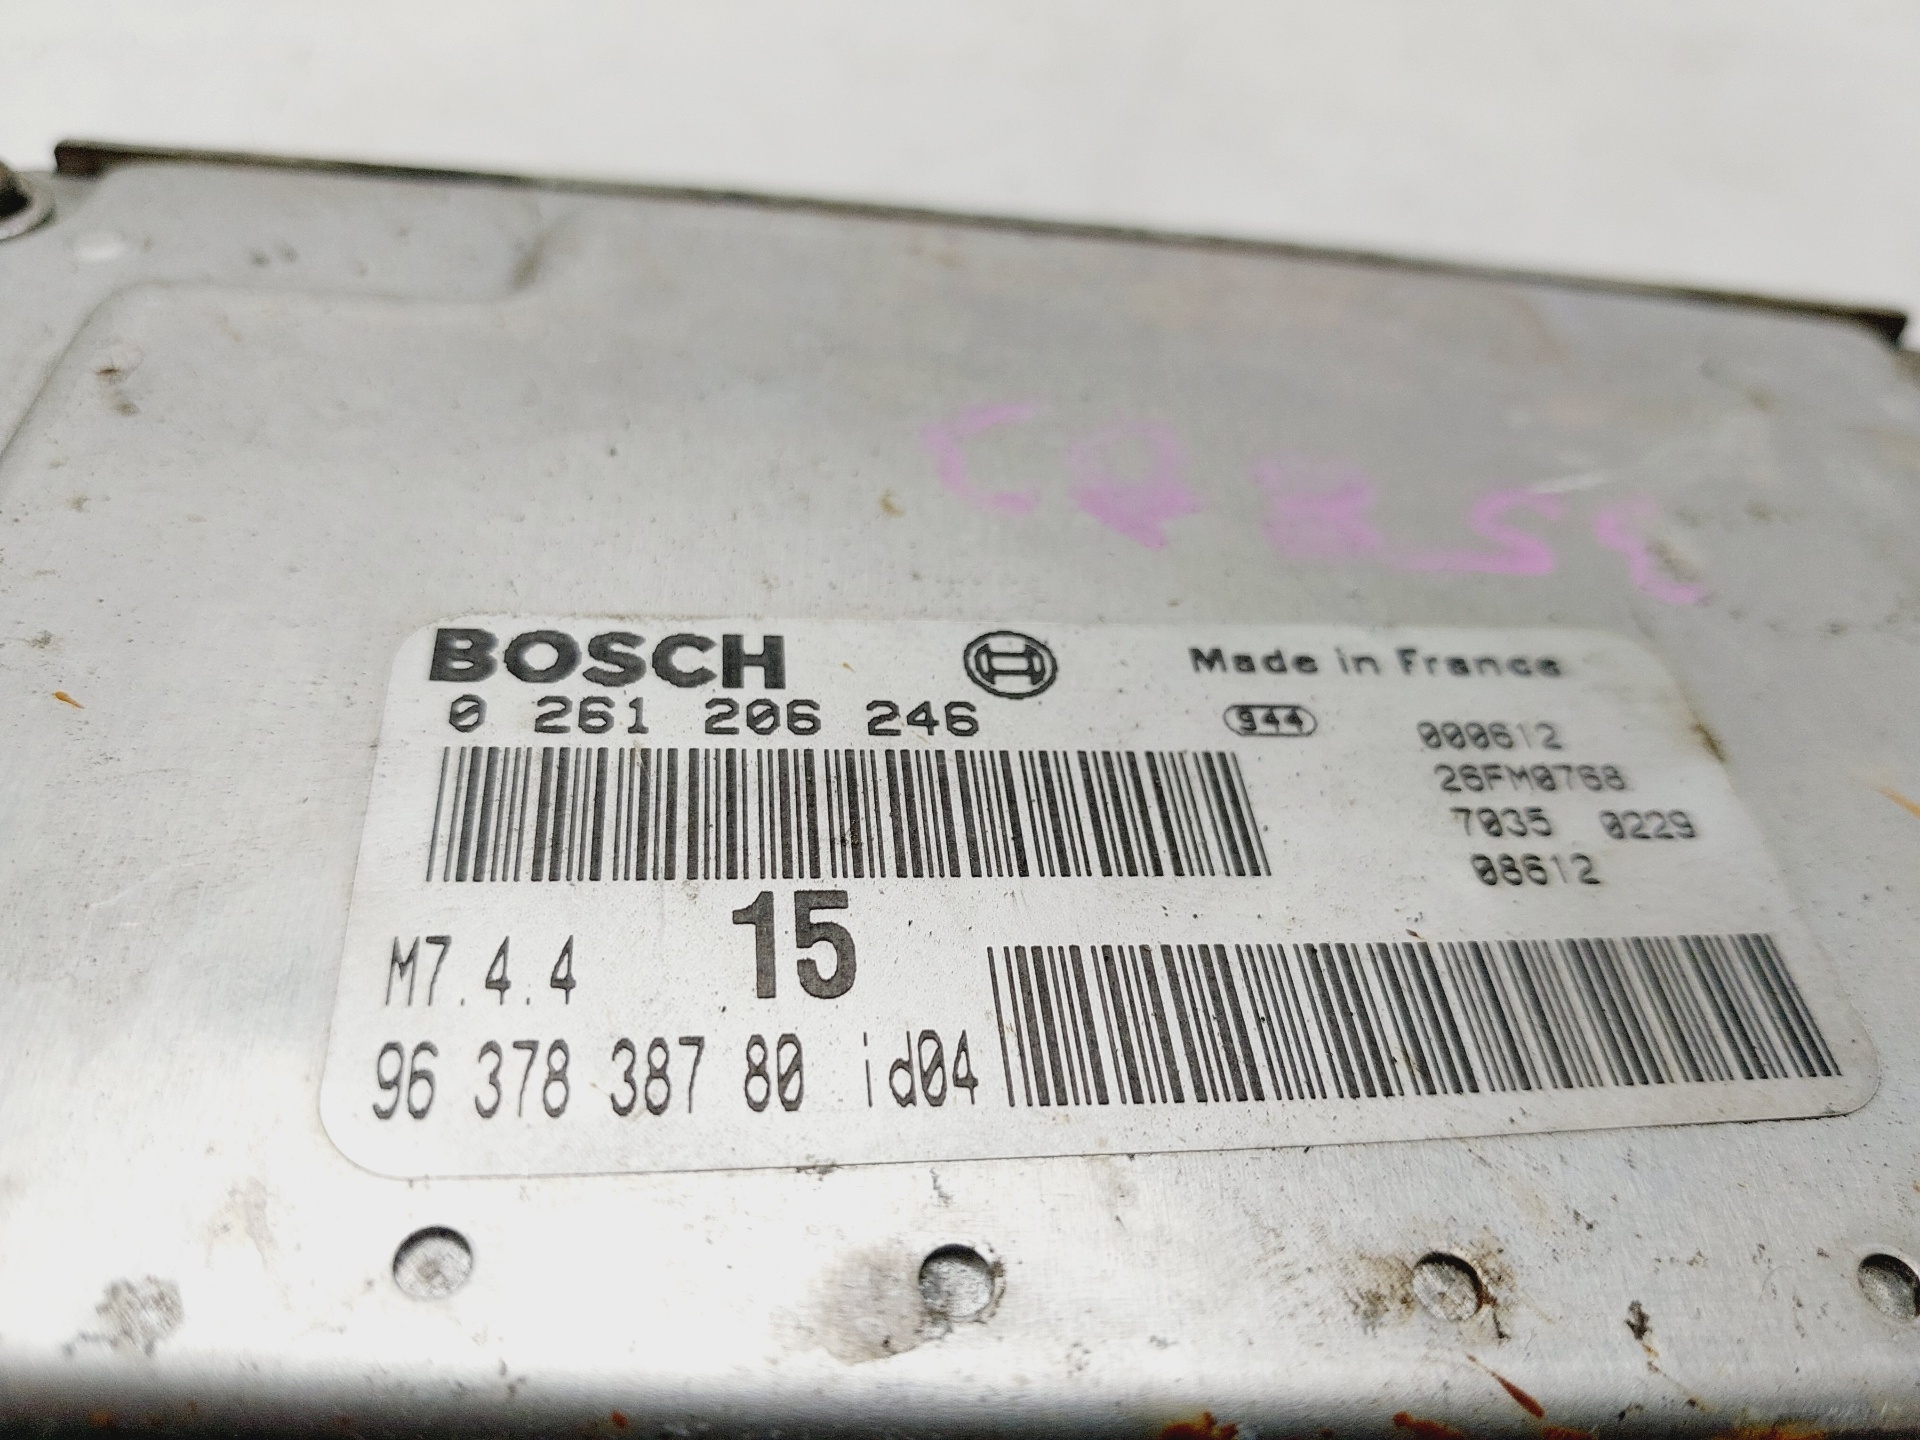 BOSCH
Made in France
0 261 206 246
944
000612
26FM0768
7035 0229
08612
15
M7.4.4
96 378 387 80 id04